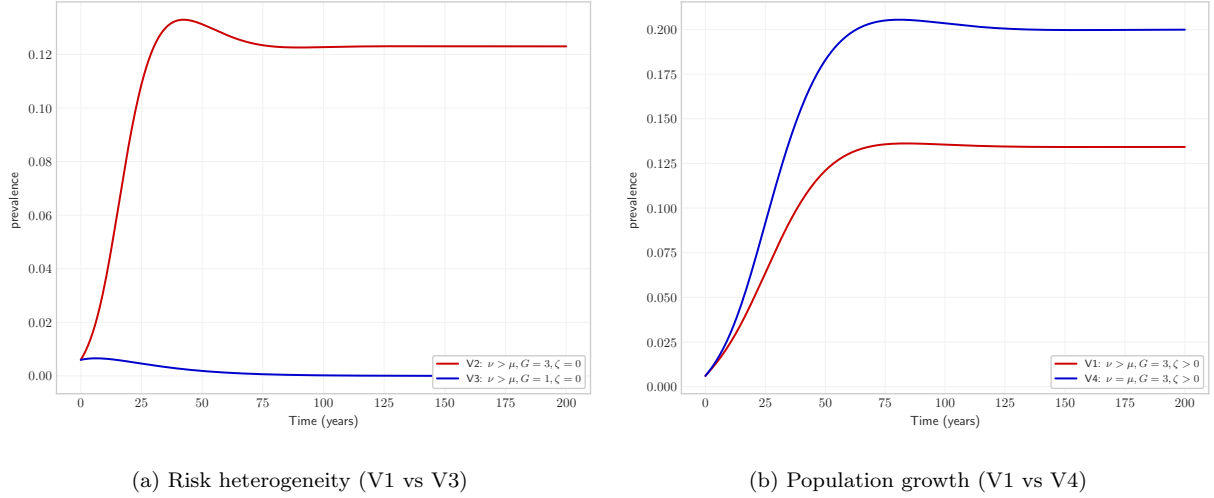 0.12
0.10
0.08
0.06
0.04
0.02
0.00
prevalence
0 25 50 75 100 125 150 175 200
Time (years)
V2: ν > μ, G = 3, ζ = 0
V3: ν > μ, G = 1, ζ = 0
(a) Risk heterogeneity (V1 vs V3)
0.200
0.175
0.150
0.125
0.100
0.075
0.050
0.025
0.000
prevalence
0 25 50 75 100 125 150 175 200
Time (years)
V1: ν > μ, G = 3, ζ > 0
V4: ν = μ, G = 3, ζ > 0
(b) Population growth (V1 vs V4)